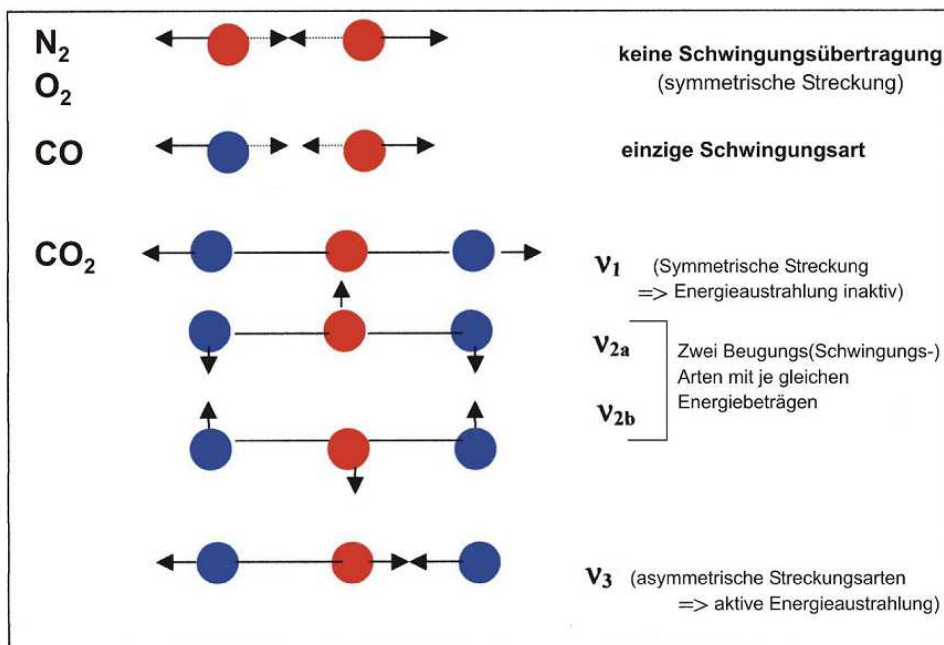 N₂
keine Schwingungsübertragung
(symmetrische Streckung)
O₂
CO
einzige Schwingungsart
CO₂
ν₁ (Symmetrische Streckung
=> Energieaustrahlung inaktiv)
ν₂ₐ
Zwei Beugungs(Schwingungs-)
Arten mit je gleichen
Energiebeträgen
ν₂b
ν₃ (asymmetrische Streckungsarten
=> aktive Energieaustrahlung)